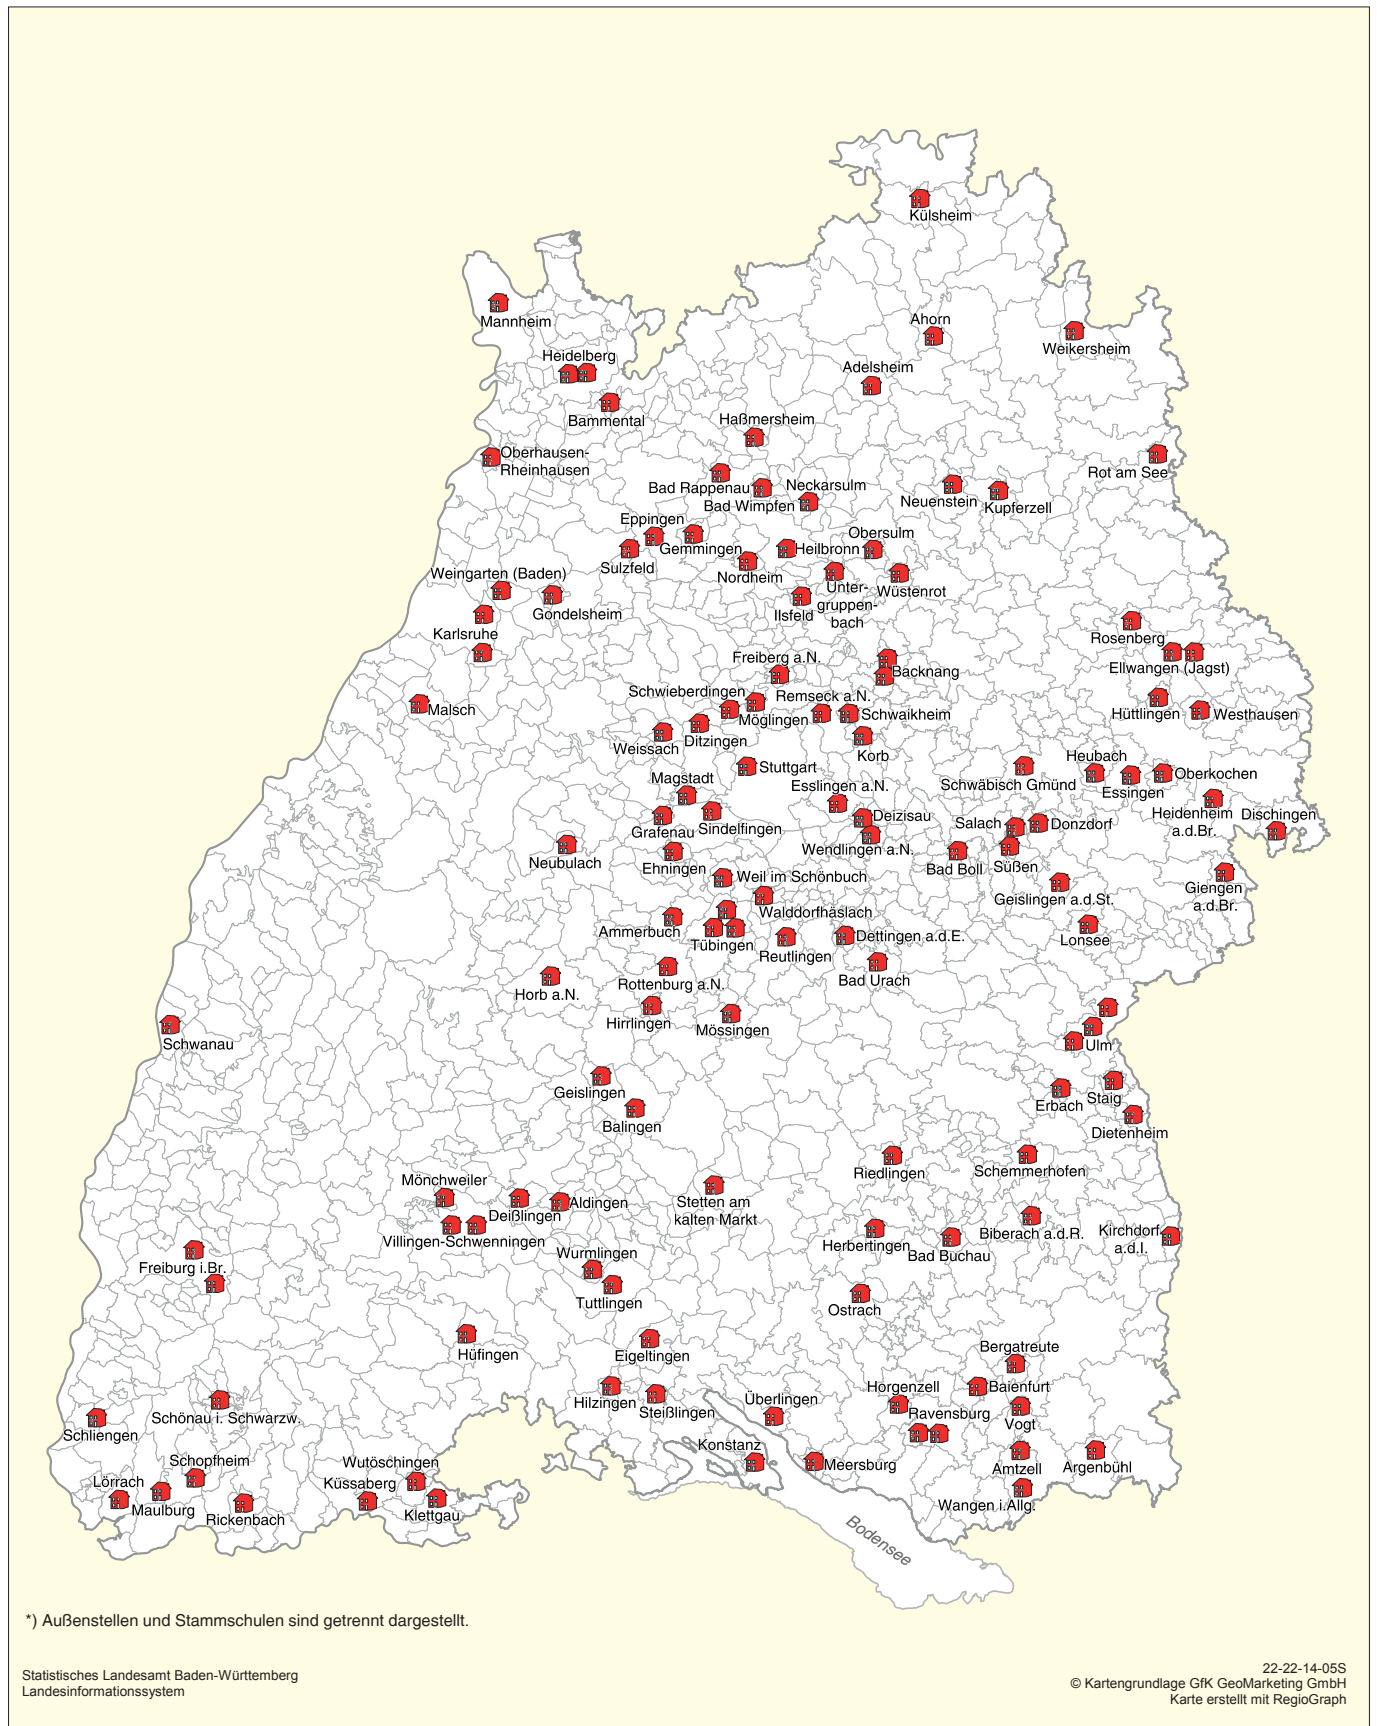 Külsheim
Mannheim
Ahorn
Weikersheim
Heidelberg
Adelsheim
Bammental
Haßmersheim
Oberhausen-
Rheinhausen
Rot am See
Bad Rappenau
Neckarsulm
Bad Wimpfen
Neuenstein
Kupferzell
Eppingen
Gemmingen
Heilbronn
Obersulm
Sulzfeld
Nordheim
Weingarten (Baden)
Unter-
gruppen-
bach
Wüstenrot
Gondelsheim
Ilsfeld
Karlsruhe
Rosenberg
Freiberg a.N.
Ellwangen (Jagst)
Backnang
Schwieberdingen
Remseck a.N.
Malsch
Möglingen
Schwaikheim
Hüttlingen
Westhausen
Weissach
Ditzingen
Korb
Stuttgart
Heubach
Magstadt
Esslingen a.N.
Schwäbisch Gmünd
Essingen
Oberkochen
Grafenau
Sindelfingen
Deizisau
Salach
Donzdorf
Heidenheim
a.d.Br.
Dischingen
Neubulach
Ehningen
Wendlingen a.N.
Bad Boll
Süßen
Weil im Schönbuch
Geislingen a.d.St.
Giengen
a.d.Br.
Walddorfhäslach
Ammerbuch
Tübingen
Reutlingen
Dettingen a.d.E.
Lonsee
Horb a.N.
Rottenburg a.N.
Bad Urach
Hirrlingen
Mössingen
Schwanau
Ulm
Geislingen
Balingen
Erbach
Staig
Dietenheim
Riedlingen
Schemmerhofen
Mönchweiler
Deißlingen
Aldingen
Stetten am
kalten Markt
Villingen-Schwenningen
Herbertingen
Bad Buchau
Biberach a.d.R.
Kirchdorf
a.d.I.
Wurmlingen
Freiburg i.Br.
Tuttlingen
Ostrach
Hüfingen
Eigeltingen
Bergatreute
Hilzingen
Steißlingen
Überlingen
Horgenzell
Baienfurt
Schönau i. Schwarzw.
Ravensburg
Vogt
Schliengen
Konstanz
Meersburg
Amtzell
Argenbühl
Schopfheim
Wutöschingen
Lörrach
Maulburg
Küssaberg
Rickenbach
Klettgau
Wangen i.Allg.
Bodensee
*) Außenstellen und Stammschulen sind getrennt dargestellt.
Statistisches Landesamt Baden-Württemberg
Landesinformationssystem
22-22-14-05S
© Kartengrundlage GfK GeoMarketing GmbH
Karte erstellt mit RegioGraph